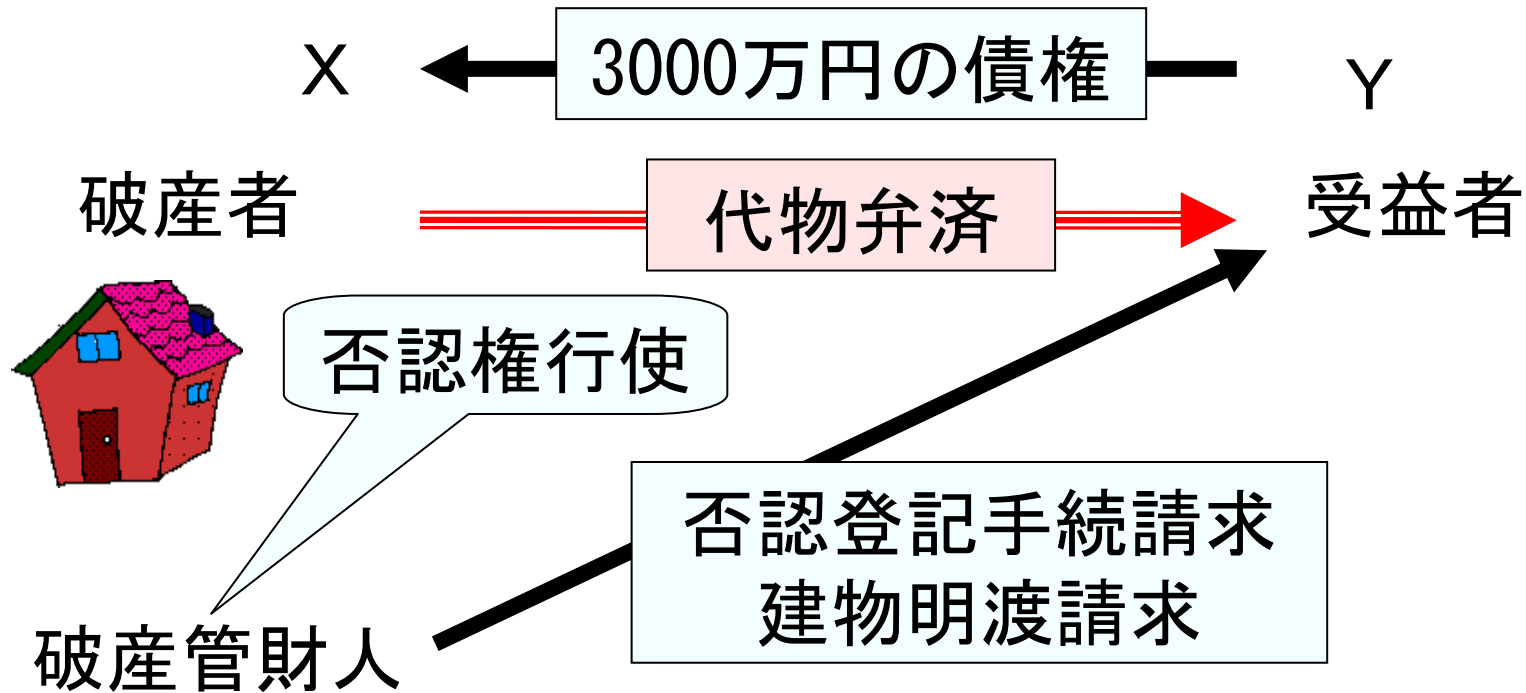 X
3000万円の債権
Y
破産者
代物弁済
受益者
否認権行使
否認登記手続請求
建物明渡請求
破産管財人